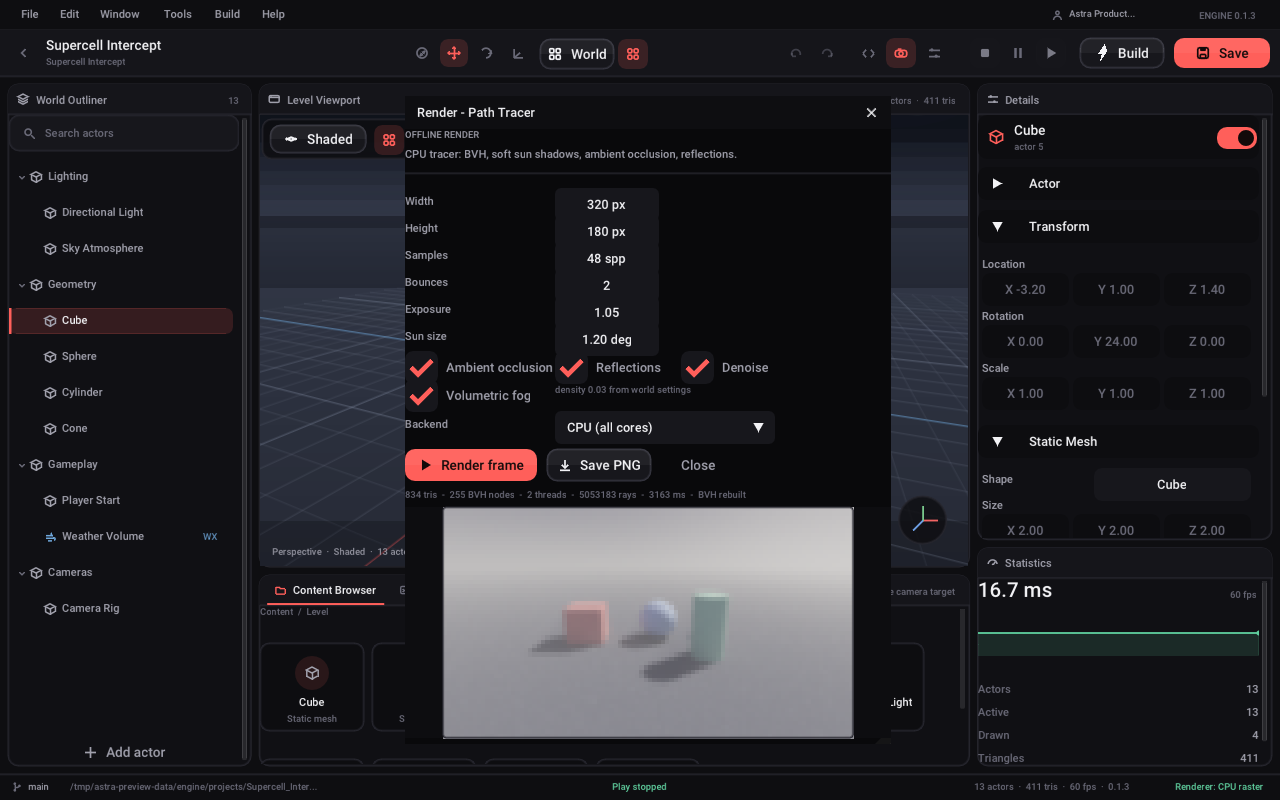 File Edit Window Tools Build Help
Astra Product...
ENGINE 0.1.3
Supercell Intercept
Supercell Intercept
World
Build
Save
World Outliner 13
Search actors
Lighting
Directional Light
Sky Atmosphere
Geometry
Cube
Sphere
Cylinder
Cone
Gameplay
Player Start
Weather Volume WX
Cameras
Camera Rig
Add actor
Level Viewport
ctors · 411 tris
Shaded
Perspective · Shaded · 13 acto
Render - Path Tracer
OFFLINE RENDER
CPU tracer: BVH, soft sun shadows, ambient occlusion, reflections.
Width 320 px
Height 180 px
Samples 48 spp
Bounces 2
Exposure 1.05
Sun size 1.20 deg
Ambient occlusion Reflections Denoise
Volumetric fog density 0.03 from world settings
Backend CPU (all cores)
Render frame Save PNG Close
834 tris · 255 BVH nodes · 2 threads · 5053183 rays · 3163 ms · BVH rebuilt
Content Browser
e camera target
Content / Level
Cube
Static mesh
S
Light
Details
Cube
actor 5
Actor
Transform
Location
X -3.20 Y 1.00 Z 1.40
Rotation
X 0.00 Y 24.00 Z 0.00
Scale
X 1.00 Y 1.00 Z 1.00
Static Mesh
Shape Cube
Size
X 2.00 Y 2.00 Z 2.00
Statistics
16.7 ms 60 fps
Actors 13
Active 13
Drawn 4
Triangles 411
main /tmp/astra-preview-data/engine/projects/Supercell_Inter...
Play stopped
13 actors · 411 tris · 60 fps · 0.1.3
Renderer: CPU raster